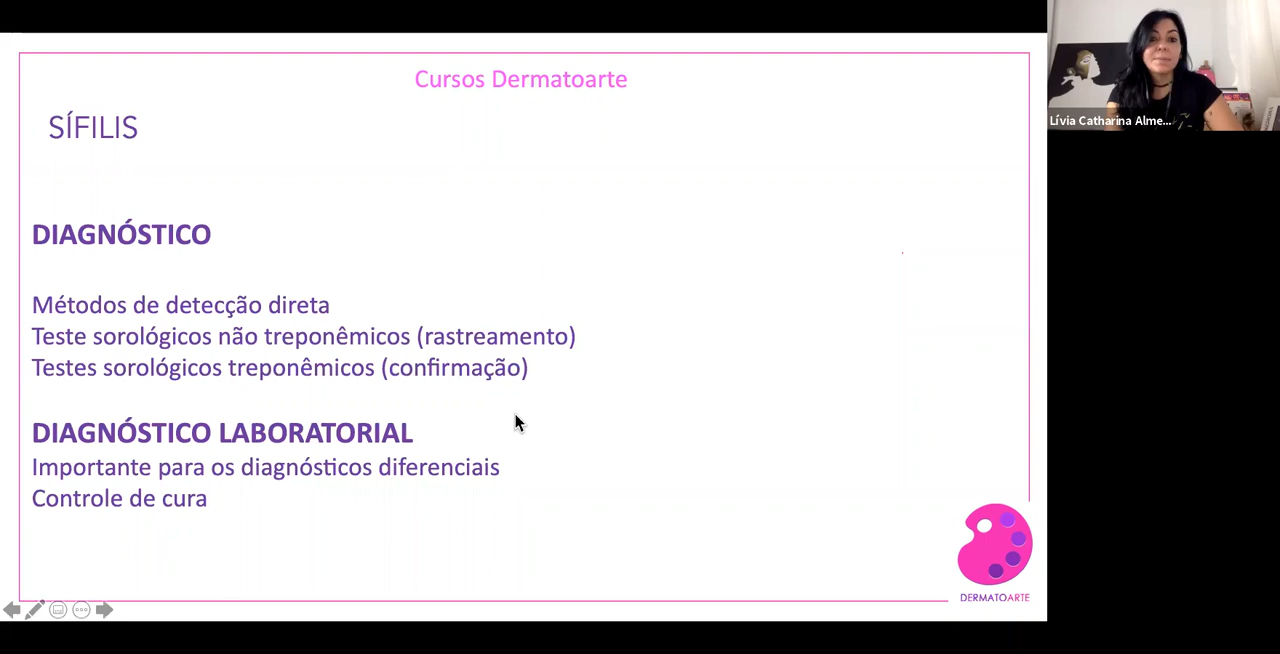 Cursos Dermatoarte
SÍFILIS
DIAGNÓSTICO
Métodos de detecção direta
Teste sorológicos não treponêmicos (rastreamento)
Testes sorológicos treponêmicos (confirmação)
DIAGNÓSTICO LABORATORIAL
Importante para os diagnósticos diferenciais
Controle de cura
DERMATOARTE
Lívia Catharina Alme...